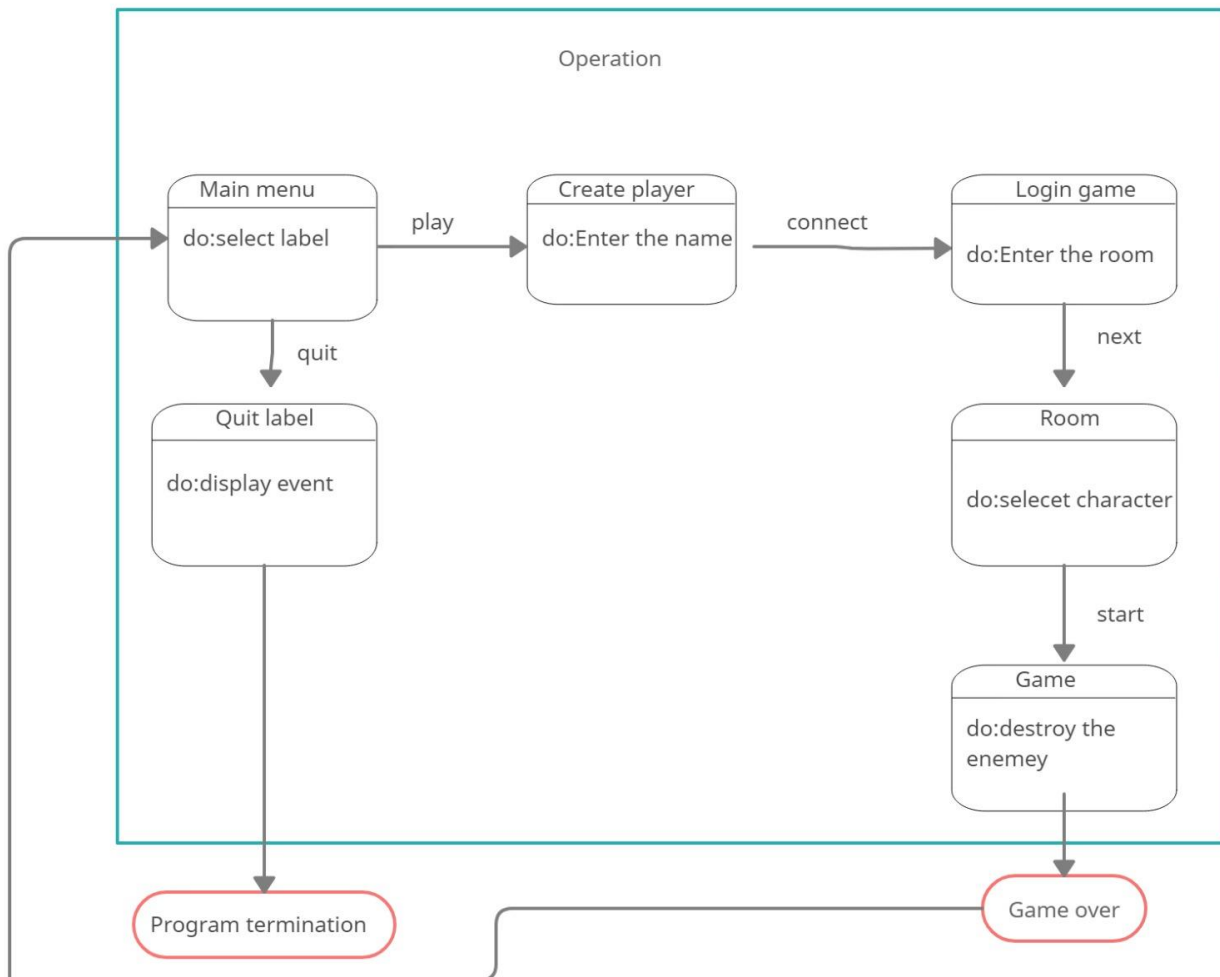 Operation
Main menu
do:select label
play
Create player
do:Enter the name
connect
Login game
do:Enter the room
quit
next
Quit label
do:display event
Room
do:selecet character
start
Game
do:destroy the
enemey
Program termination
Game over